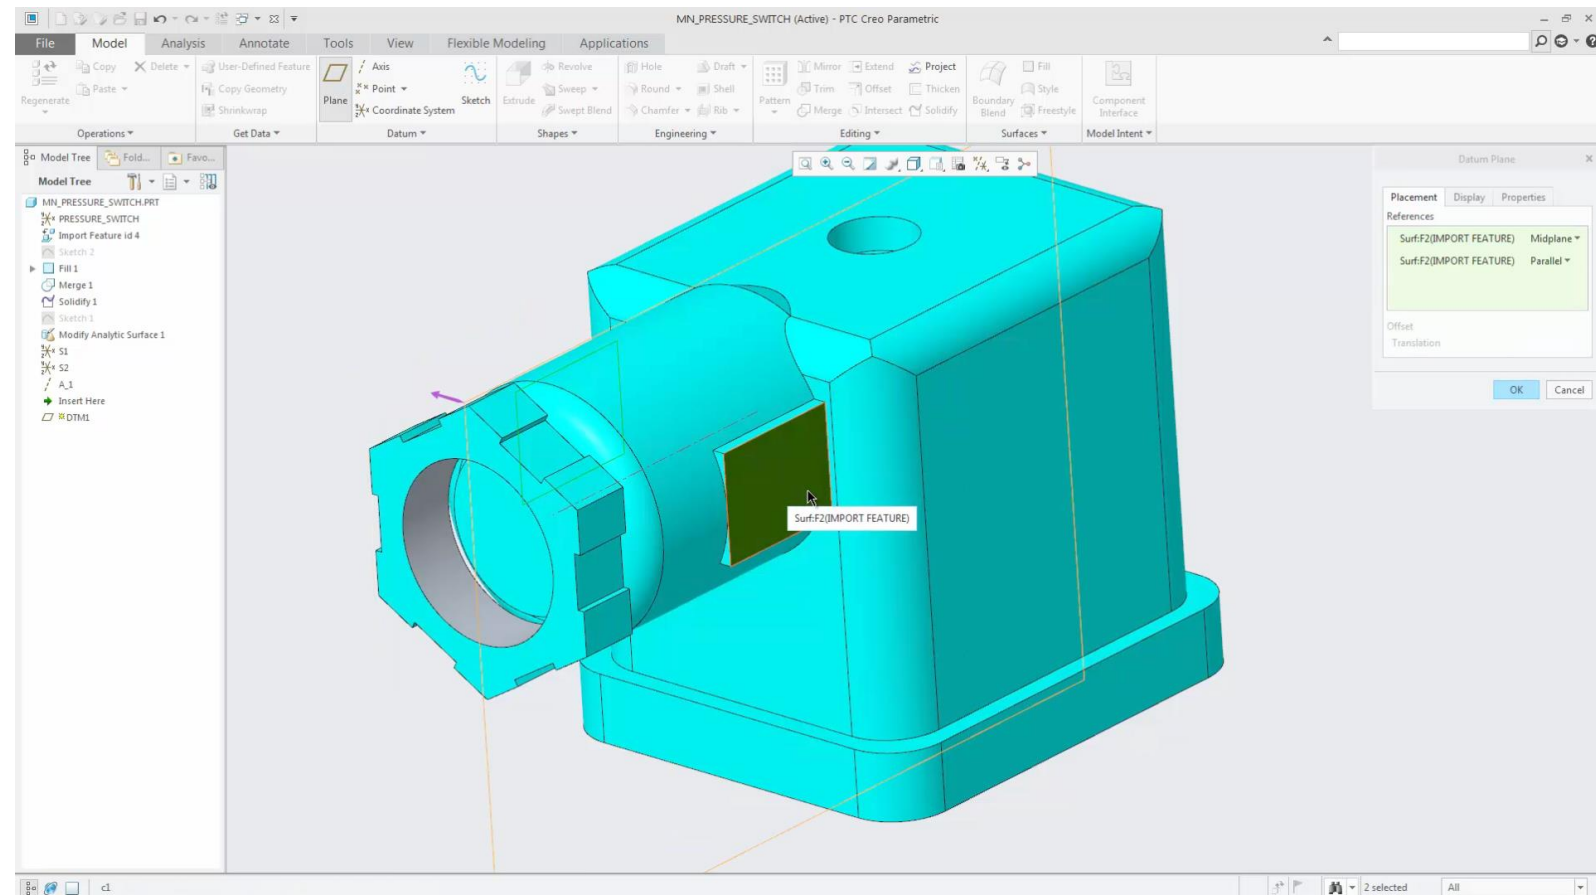 MN_PRESSURE_SWITCH (Active) - PTC Creo Parametric
File Model Analysis Annotate Tools View Flexible Modeling Applications
Copy Delete User-Defined Feature Axis Revolve Hole Draft Mirror Extend Project Fill
Paste Copy Geometry Point Sweep Round Shell Trim Offset Thicken Style
Regenerate Shrinkwrap Plane Coordinate System Sketch Extrude Swept Blend Chamfer Rib Pattern Merge Intersect Solidify Boundary Blend Freestyle Component Interface
Operations Get Data Datum Shapes Engineering Editing Surfaces Model Intent
Model Tree Fold... Favo...
Model Tree
MN_PRESSURE_SWITCH.PRT
PRESSURE_SWITCH
Import Feature id 4
Sketch 2
Fill 1
Merge 1
Solidify 1
Sketch 1
Modify Analytic Surface 1
S1
S2
A_1
Insert Here
DTM1
Surf:F2(IMPORT FEATURE)
Datum Plane
Placement Display Properties
References
Surf:F2(IMPORT FEATURE) Midplane
Surf:F2(IMPORT FEATURE) Parallel
Offset
Translation
OK Cancel
c1
2 selected All